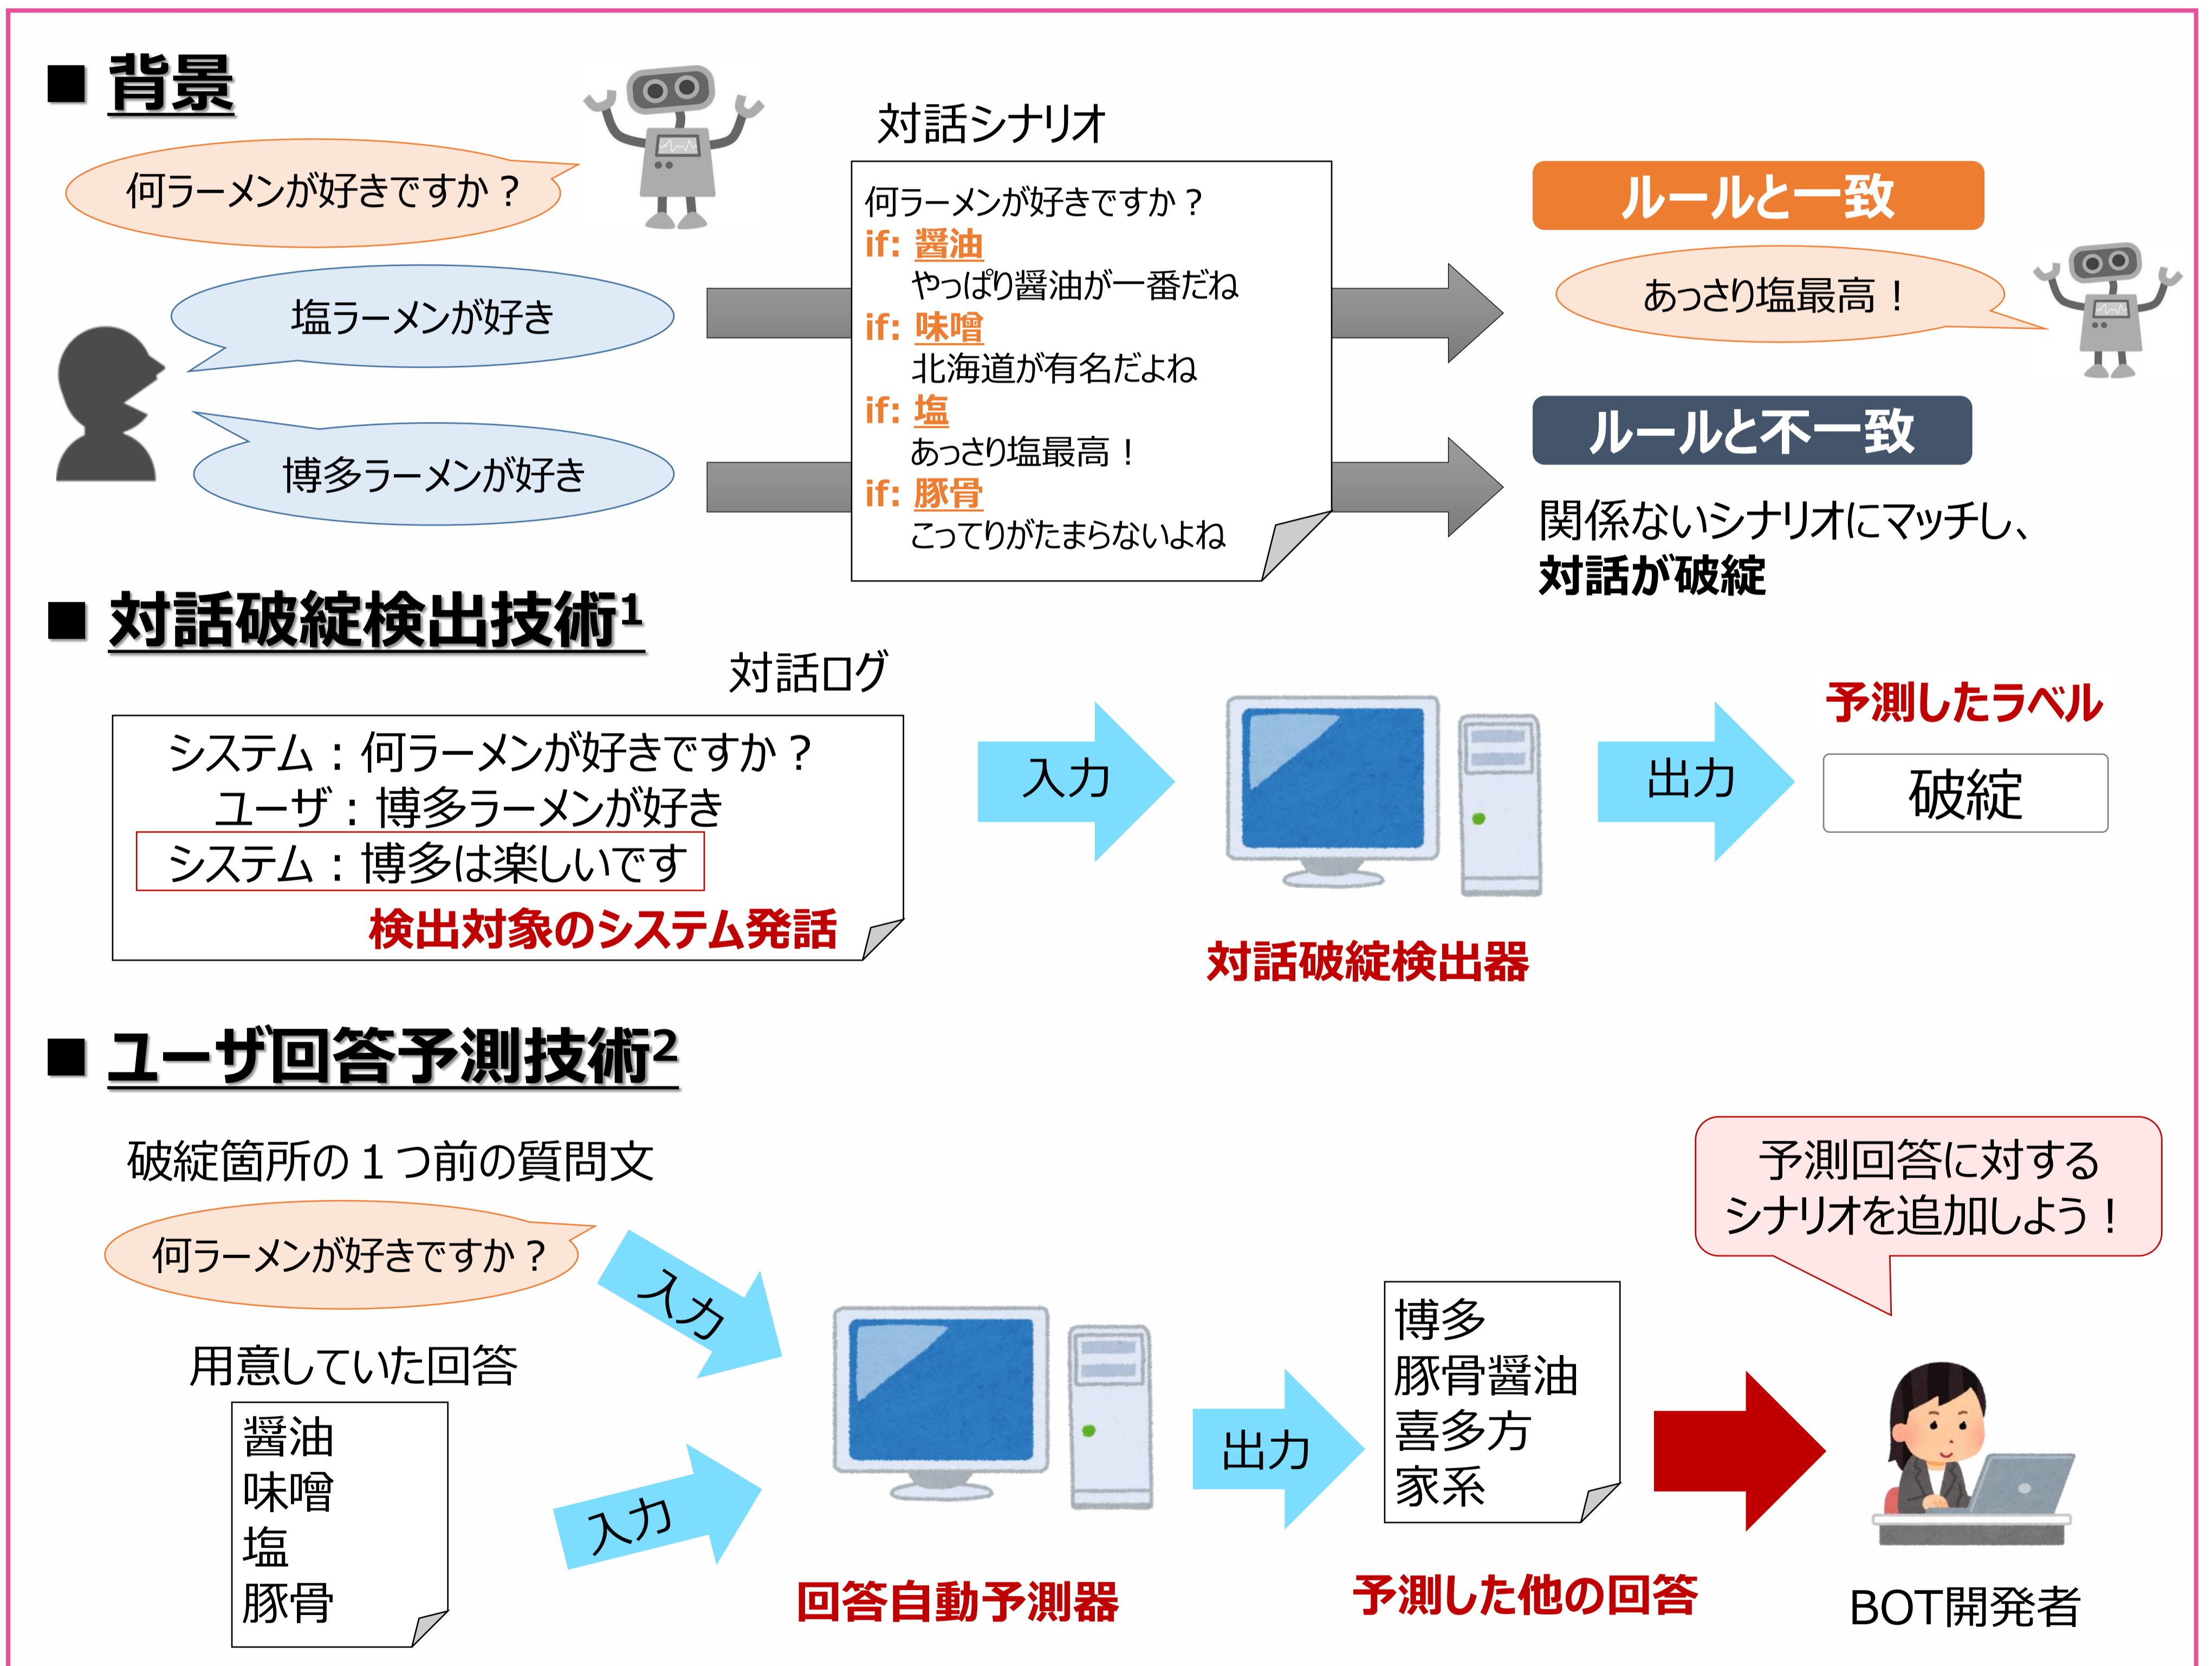 ■ 背景
何ラーメンが好きですか？
塩ラーメンが好き
博多ラーメンが好き
対話シナリオ
何ラーメンが好きですか？
if: 醤油
やっぱり醤油が一番だね
if: 味噌
北海道が有名だよね
if: 塩
あっさり塩最高！
if: 豚骨
こってりがたまらないよね
ルールと一致
あっさり塩最高！
ルールと不一致
関係ないシナリオにマッチし、
対話が破綻
■ 対話破綻検出技術1
対話ログ
システム：何ラーメンが好きですか？
ユーザ：博多ラーメンが好き
システム：博多は楽しいです
検出対象のシステム発話
入力
対話破綻検出器
出力
予測したラベル
破綻
■ ユーザ回答予測技術2
破綻箇所の１つ前の質問文
何ラーメンが好きですか？
入力
用意していた回答
醤油
味噌
塩
豚骨
入力
回答自動予測器
出力
博多
豚骨醤油
喜多方
家系
予測した他の回答
予測回答に対する
シナリオを追加しよう！
BOT開発者